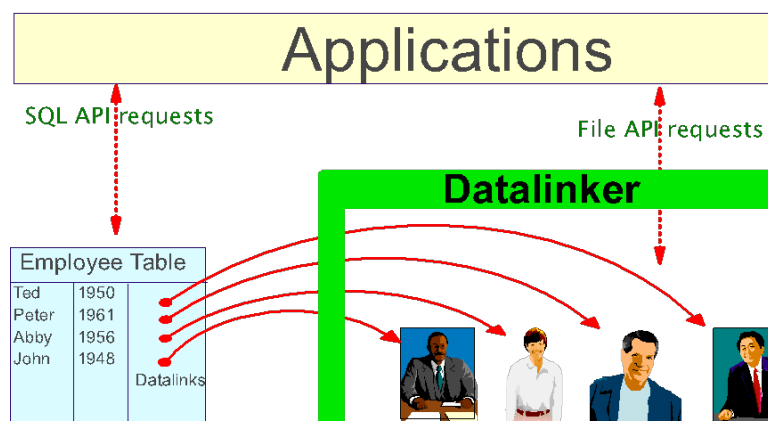 Applications
SQL API requests
File API requests
Datalinker
Employee Table
Ted 1950
Peter 1961
Abby 1956
John 1948
Datalinks